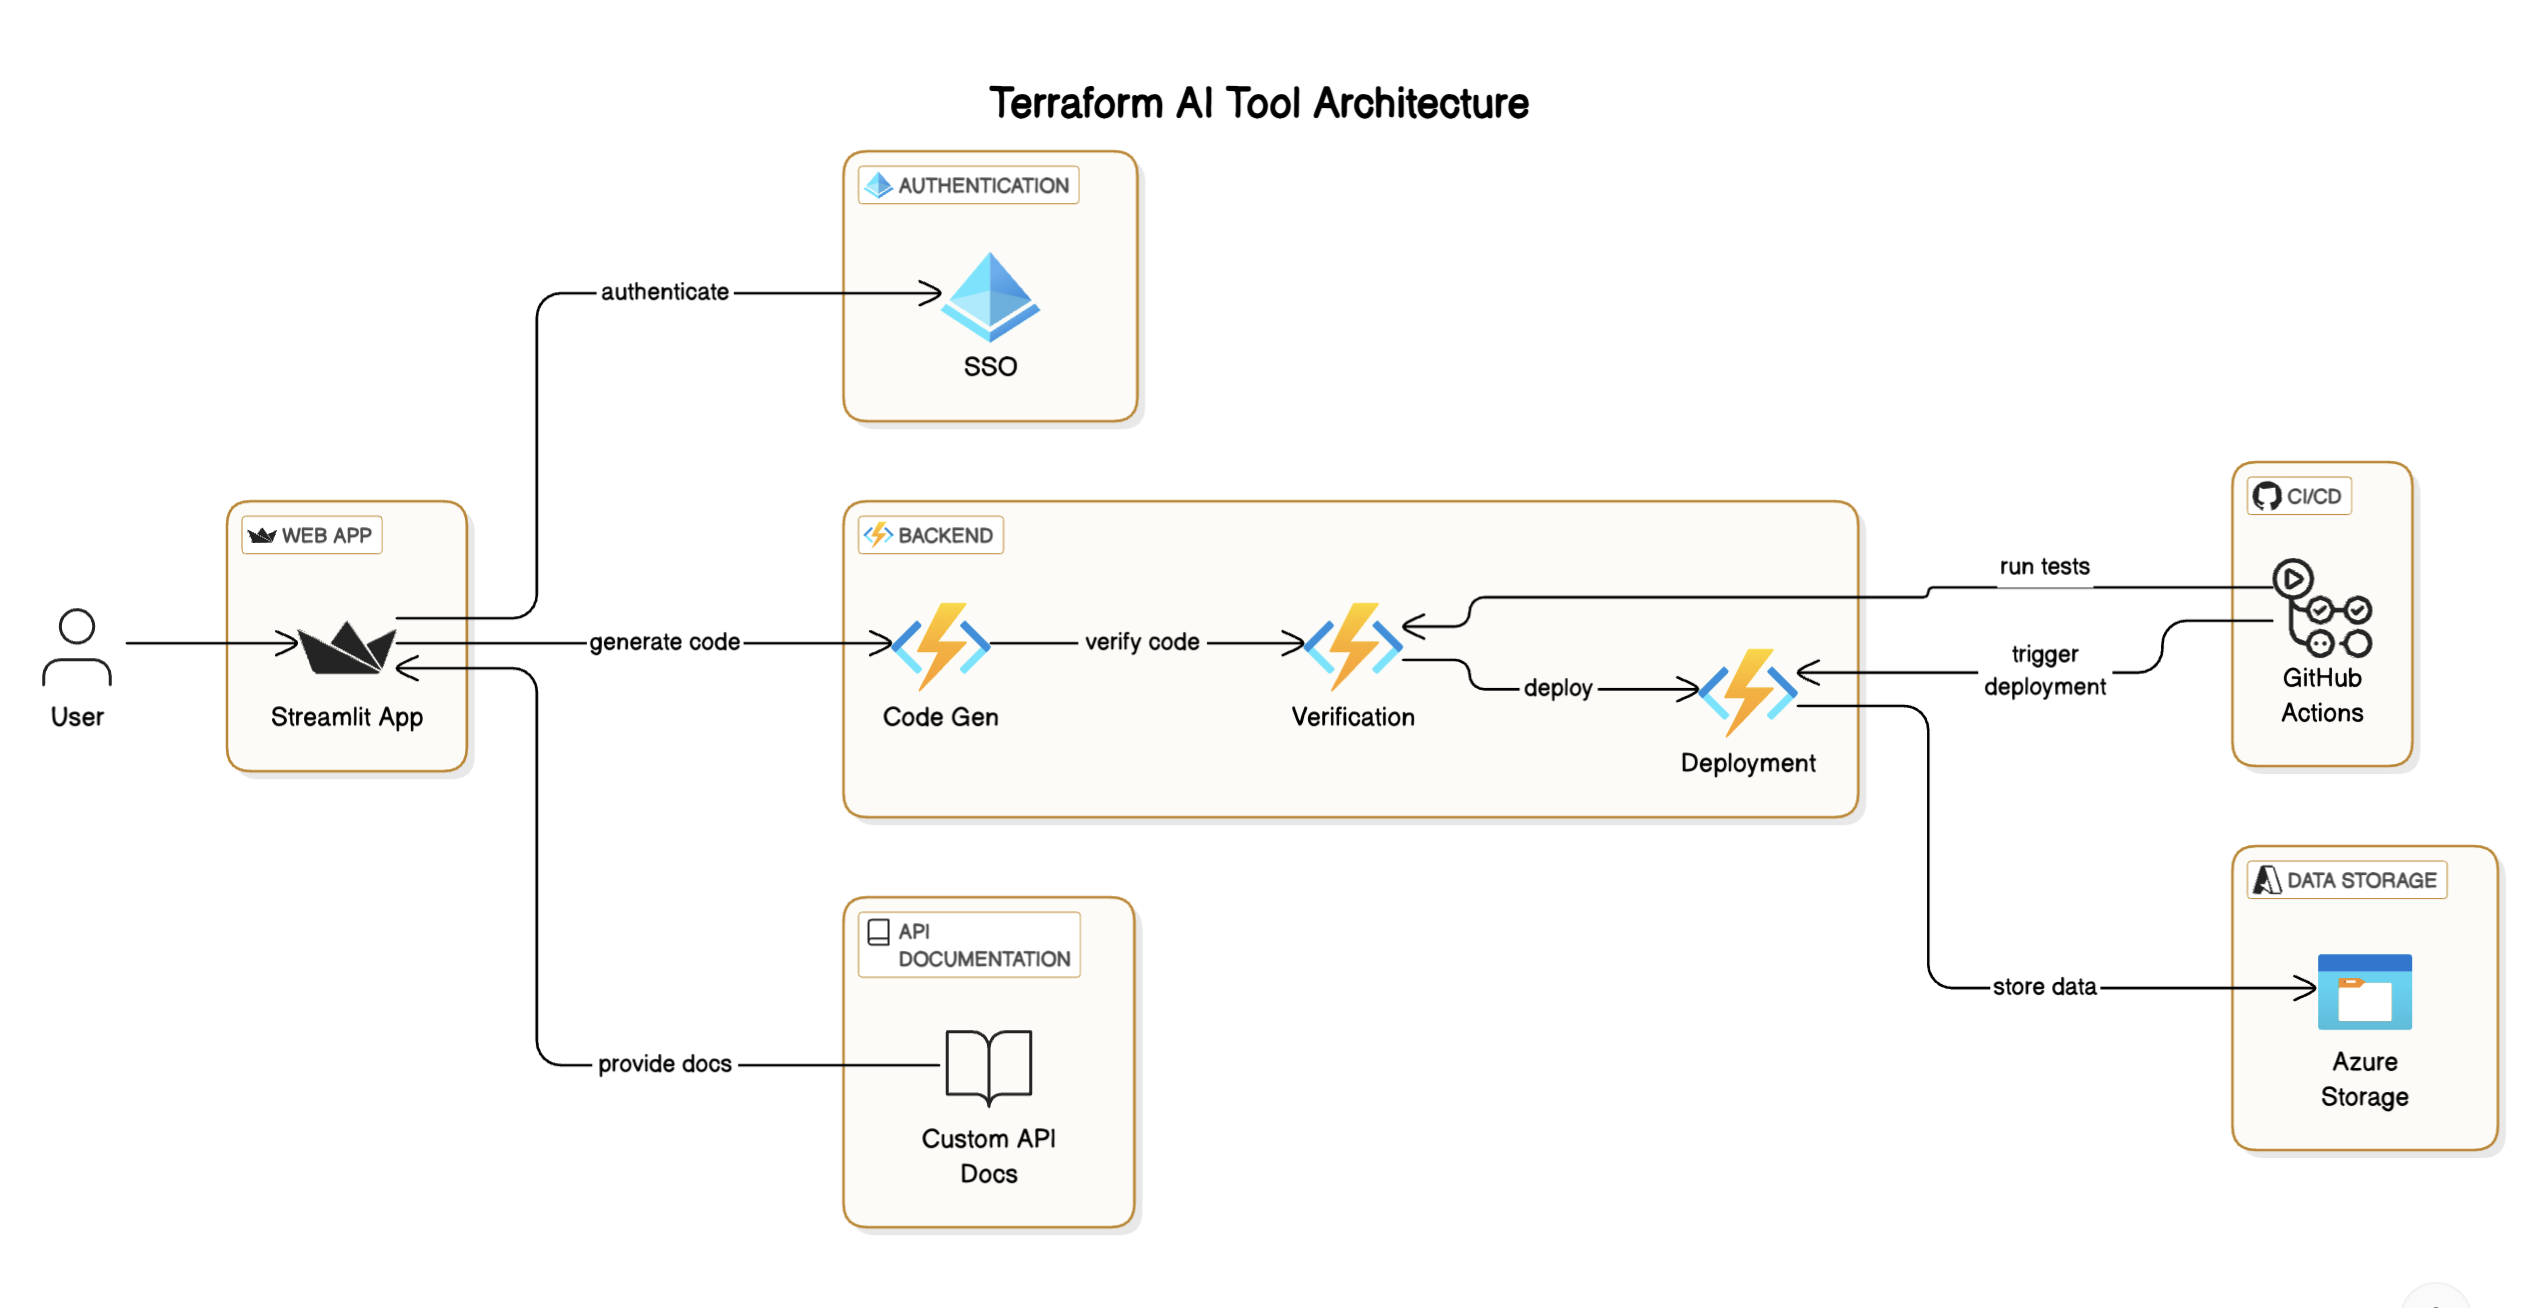 Terraform AI Tool Architecture
AUTHENTICATION
authenticate
SSO
WEB APP
User
Streamlit App
generate code
BACKEND
Code Gen
verify code
Verification
deploy
Deployment
CI/CD
run tests
trigger
deployment
GitHub
Actions
API
DOCUMENTATION
provide docs
Custom API
Docs
DATA STORAGE
store data
Azure
Storage